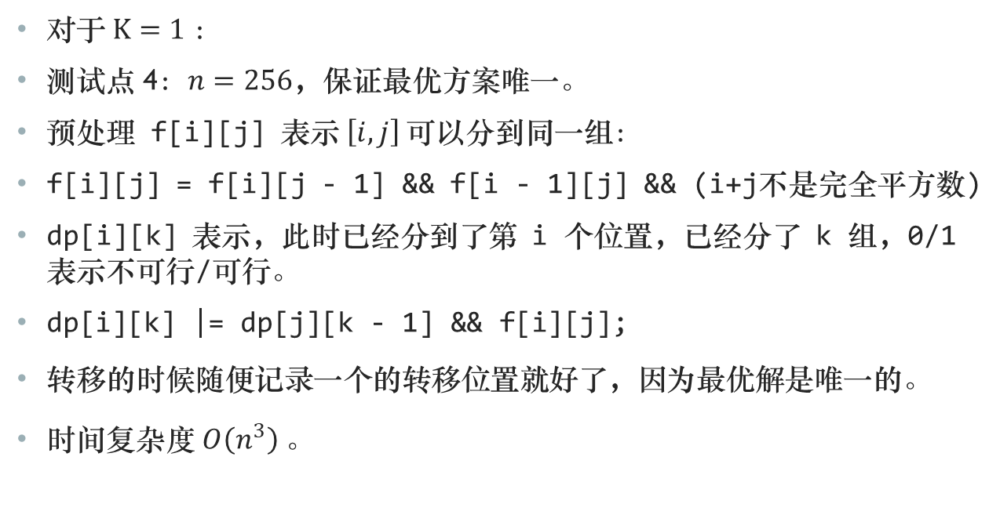 • 对于 K = 1 :
• 测试点 4: n = 256，保证最优方案唯一。
• 预处理 f[i][j] 表示 [i, j] 可以分到同一组:
• f[i][j] = f[i][j - 1] && f[i - 1][j] && (i+j不是完全平方数)
• dp[i][k] 表示，此时已经分到了第 i 个位置，已经分了 k 组，0/1
表示不可行/可行。
• dp[i][k] |= dp[j][k - 1] && f[i][j];
• 转移的时候随便记录一个的转移位置就好了，因为最优解是唯一的。
• 时间复杂度 O(n³) 。